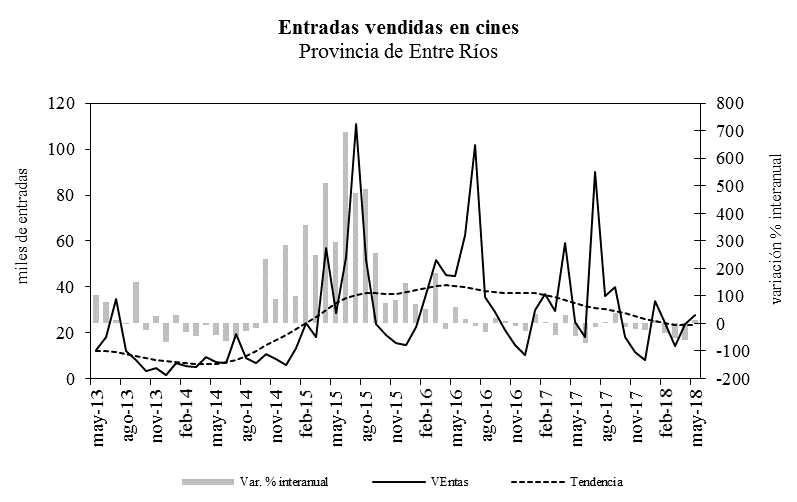 Entradas vendidas en cines
Provincia de Entre Ríos
miles de entradas
120
100
80
60
40
20
0
800
700
600
500
400
300
200
100
0
-100
-200
variación % interanual
may-13
ago-13
nov-13
feb-14
may-14
ago-14
nov-14
feb-15
may-15
ago-15
nov-15
feb-16
may-16
ago-16
nov-16
feb-17
may-17
ago-17
nov-17
feb-18
may-18
Var. % interanual VEntas Tendencia